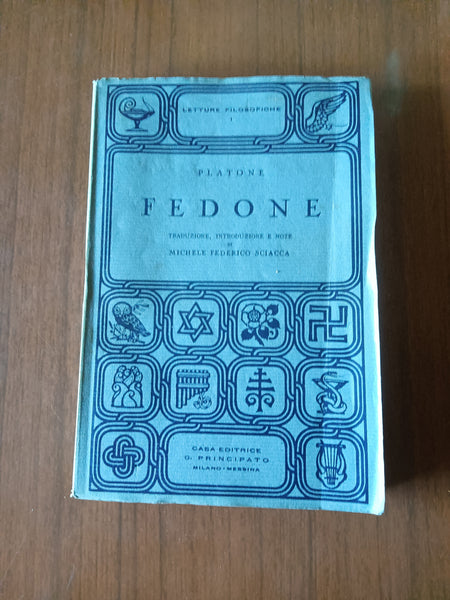 LETTURE FILOSOFICHE
I
PLATONE
FEDONE
TRADUZIONE, INTRODUZIONE E NOTE
DI
MICHELE FEDERICO SCIACCA
CASA EDITRICE
G. PRINCIPATO
MILANO - MESSINA